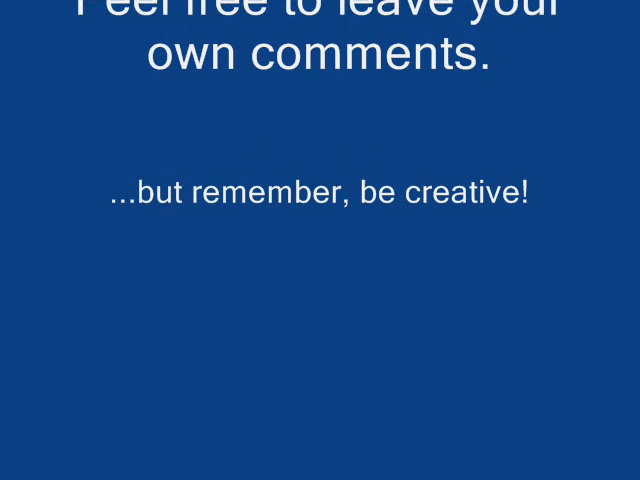 Feel free to leave your
own comments.
...but remember, be creative!